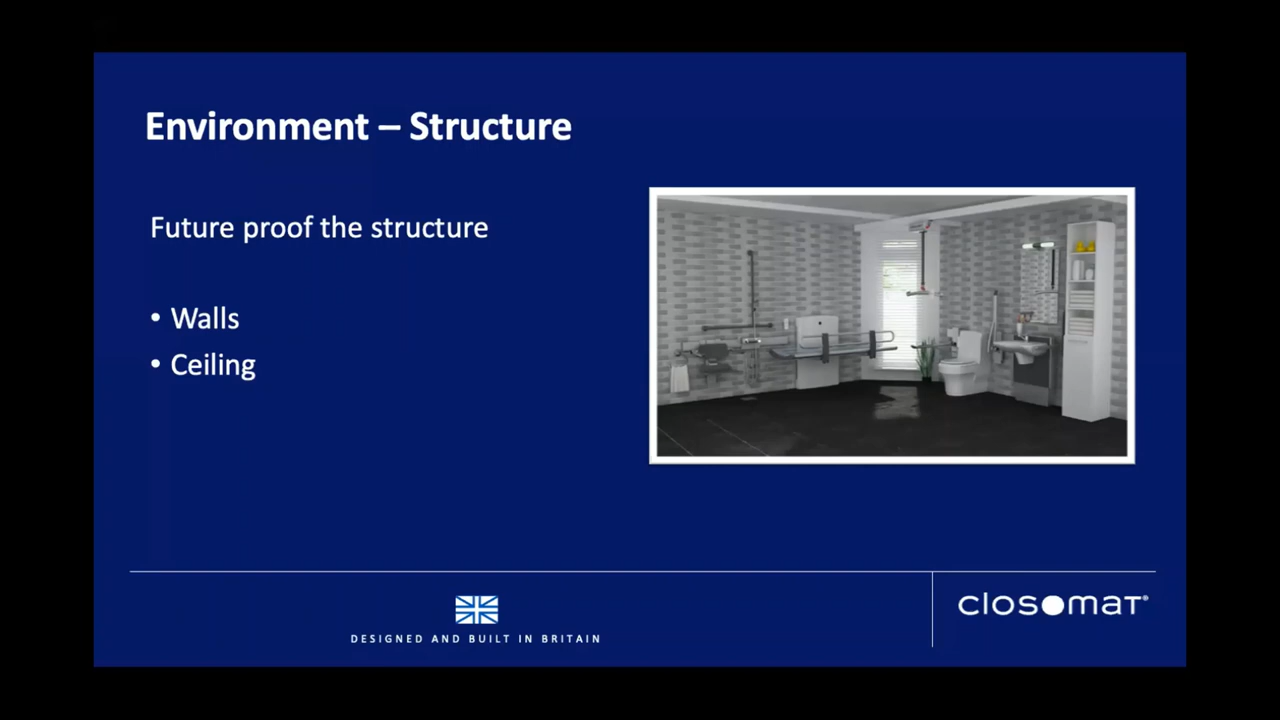 Environment – Structure
Future proof the structure
• Walls
• Ceiling
DESIGNED AND BUILT IN BRITAIN
closomat®